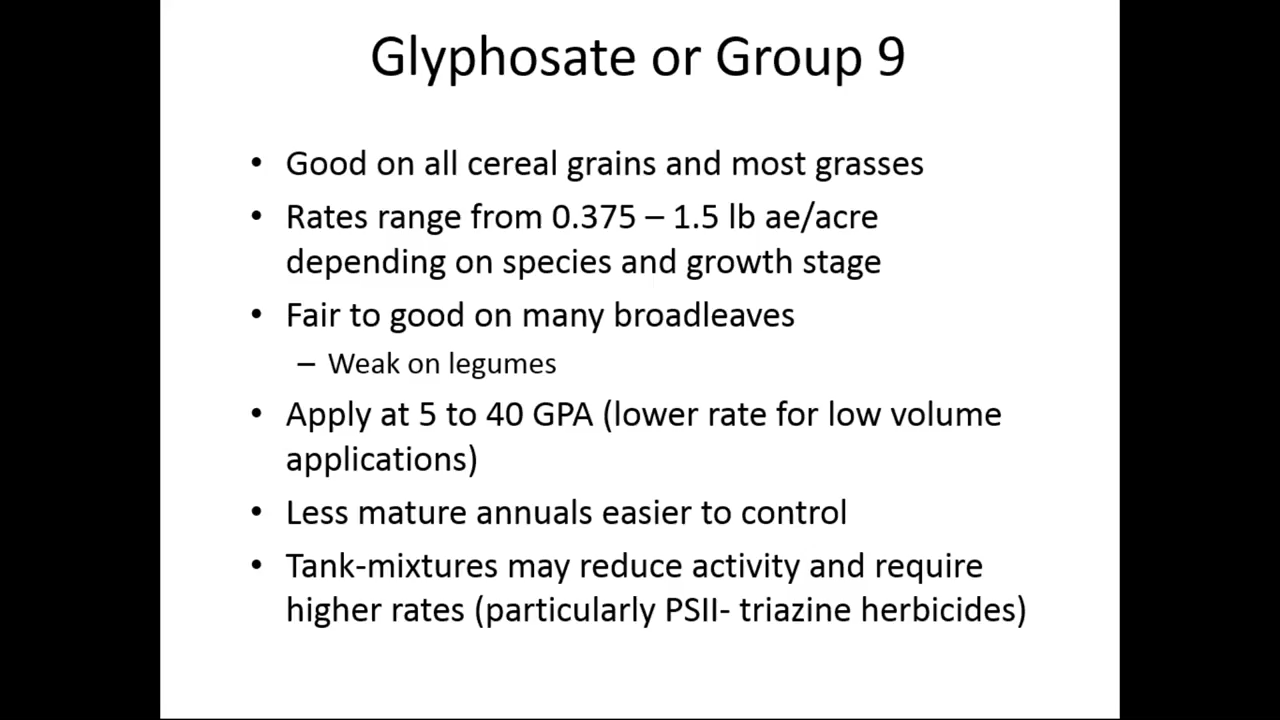 Glyphosate or Group 9
• Good on all cereal grains and most grasses
• Rates range from 0.375 – 1.5 lb ae/acre
depending on species and growth stage
• Fair to good on many broadleaves
– Weak on legumes
• Apply at 5 to 40 GPA (lower rate for low volume
applications)
• Less mature annuals easier to control
• Tank-mixtures may reduce activity and require
higher rates (particularly PSII- triazine herbicides)